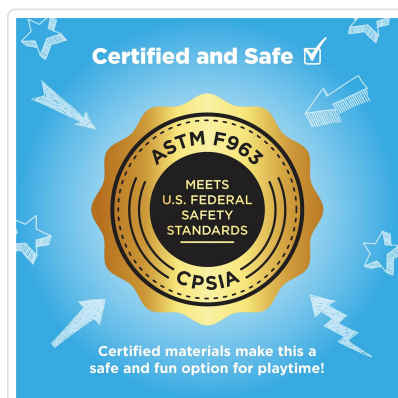 Certified and Safe
ASTM F963
MEETS
U.S. FEDERAL
SAFETY
STANDARDS
CPSIA
Certified materials make this a
safe and fun option for playtime!